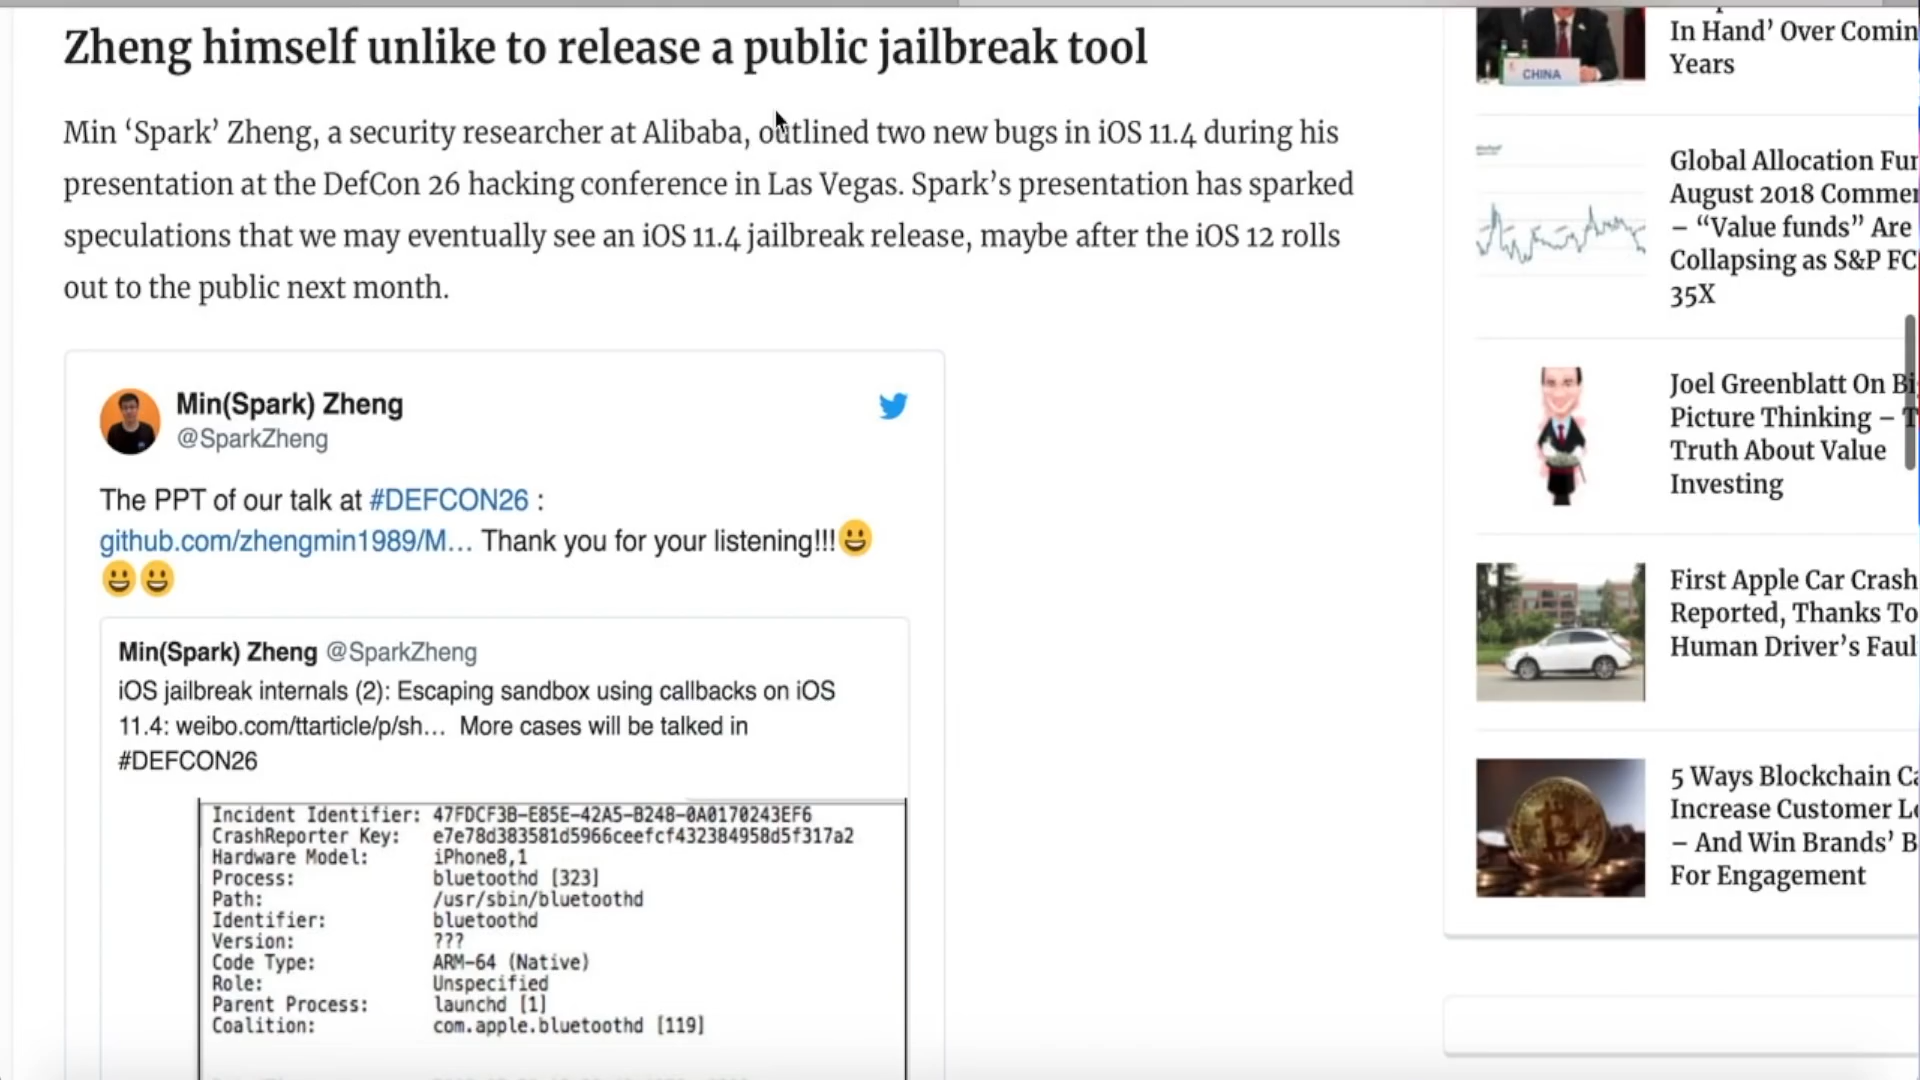 Zheng himself unlike to release a public jailbreak tool
Min ‘Spark’ Zheng, a security researcher at Alibaba, outlined two new bugs in iOS 11.4 during his
presentation at the DefCon 26 hacking conference in Las Vegas. Spark’s presentation has sparked
speculations that we may eventually see an iOS 11.4 jailbreak release, maybe after the iOS 12 rolls
out to the public next month.
Min(Spark) Zheng
@SparkZheng
The PPT of our talk at #DEFCON26 :
github.com/zhengmin1989/M… Thank you for your listening!!!😀
😀😀
Min(Spark) Zheng @SparkZheng
iOS jailbreak internals (2): Escaping sandbox using callbacks on iOS
11.4: weibo.com/ttarticle/p/sh… More cases will be talked in
#DEFCON26
Incident Identifier: 47FDCF3B-E85E-42A5-B248-0A0170243EF6
CrashReporter Key: e7e78d383581d5966ceefcf432384958d5f317a2
Hardware Model: iPhone8,1
Process: bluetoothd [323]
Path: /usr/sbin/bluetoothd
Identifier: bluetoothd
Version: ???
Code Type: ARM-64 (Native)
Role: Unspecified
Parent Process: launchd [1]
Coalition: com.apple.bluetoothd [119]
CHINA
In Hand’ Over Comin
Years
Global Allocation Fun
August 2018 Commen
– “Value funds” Are
Collapsing as S&P FC
35X
Joel Greenblatt On Bi
Picture Thinking – T
Truth About Value
Investing
First Apple Car Crash
Reported, Thanks To
Human Driver’s Faul
5 Ways Blockchain Ca
Increase Customer Lo
– And Win Brands’ B
For Engagement